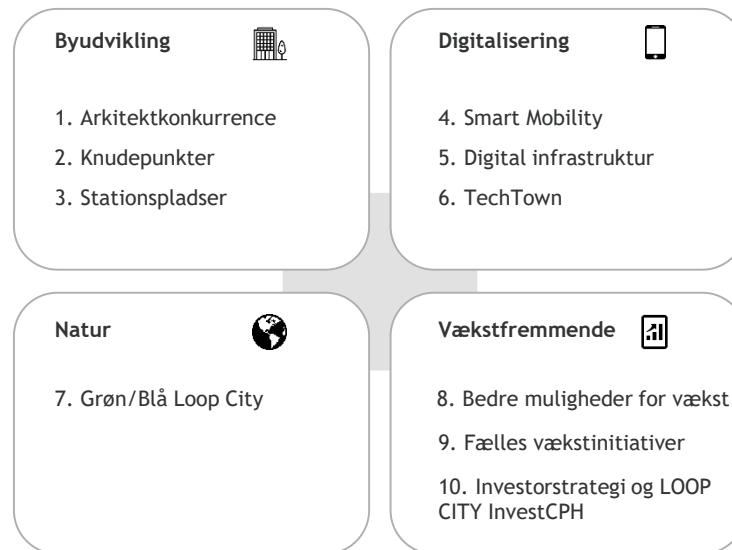 Byudvikling
1. Arkitektkonkurrence
2. Knudepunkter
3. Stationspladser
Digitalisering
4. Smart Mobility
5. Digital infrastruktur
6. TechTown
Natur
7. Grøn/Blå Loop City
Vækstfremmende
8. Bedre muligheder for vækst
9. Fælles vækstinitiativer
10. Investorstrategi og LOOP
CITY InvestCPH